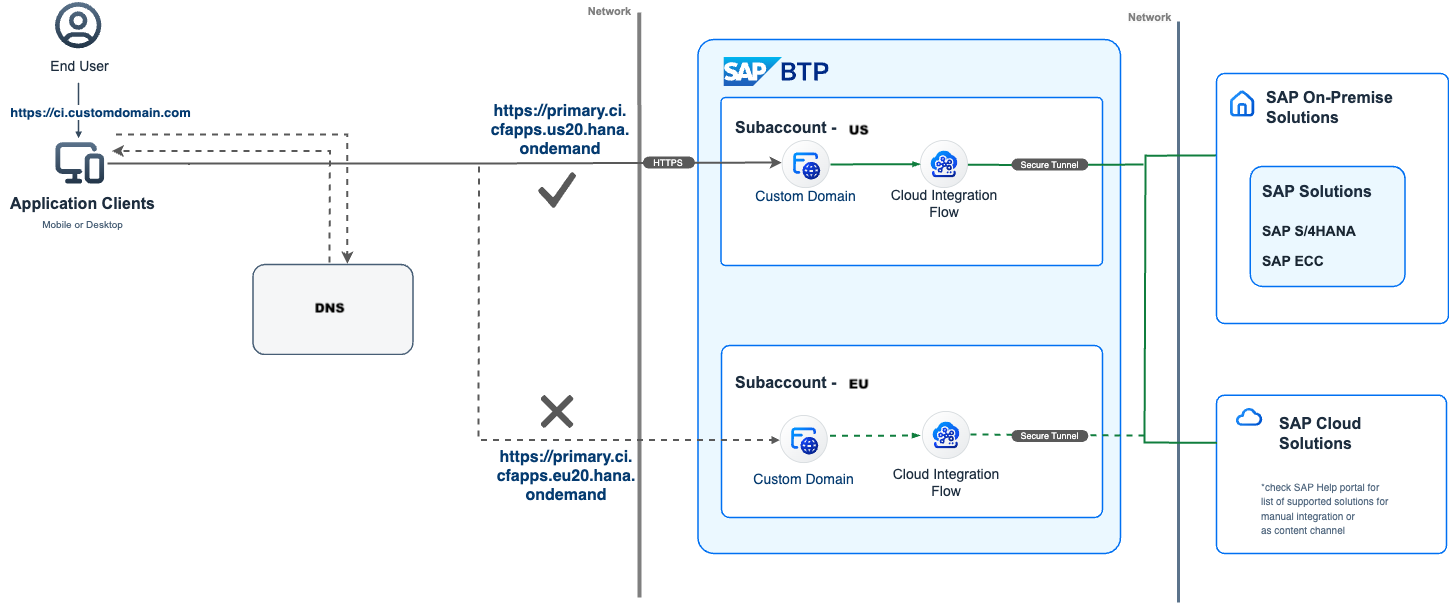 Network
Network
End User
https://ci.customdomain.com
Application Clients
Mobile or Desktop
DNS
https://primary.ci.
cfapps.us20.hana.
ondemand
HTTPS
https://primary.ci.
cfapps.eu20.hana.
ondemand
SAP BTP
Subaccount - US
Custom Domain
Cloud Integration
Flow
Secure Tunnel
Subaccount - EU
Custom Domain
Cloud Integration
Flow
Secure Tunnel
SAP On-Premise
Solutions
SAP Solutions
SAP S/4HANA
SAP ECC
SAP Cloud
Solutions
*check SAP Help portal for
list of supported solutions for
manual integration or
as content channel